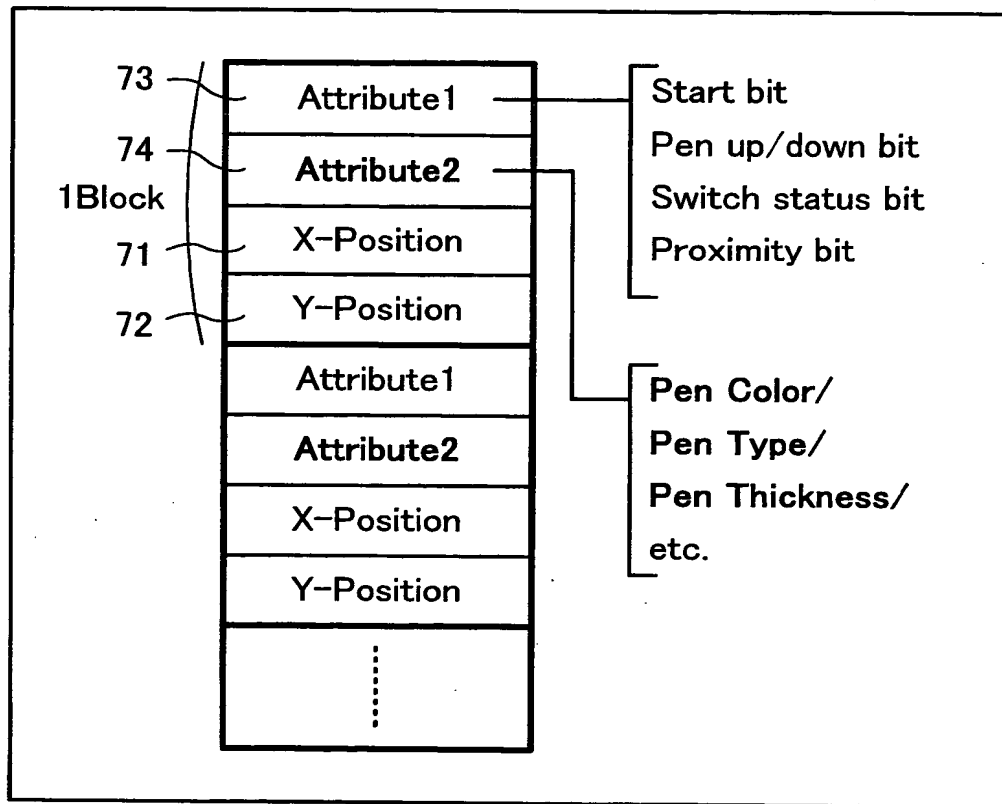 73
Attribute1
74
Attribute2
1Block
71
X-Position
72
Y-Position
Attribute1
Attribute2
X-Position
Y-Position
Start bit
Pen up/down bit
Switch status bit
Proximity bit
Pen Color/
Pen Type/
Pen Thickness/
etc.